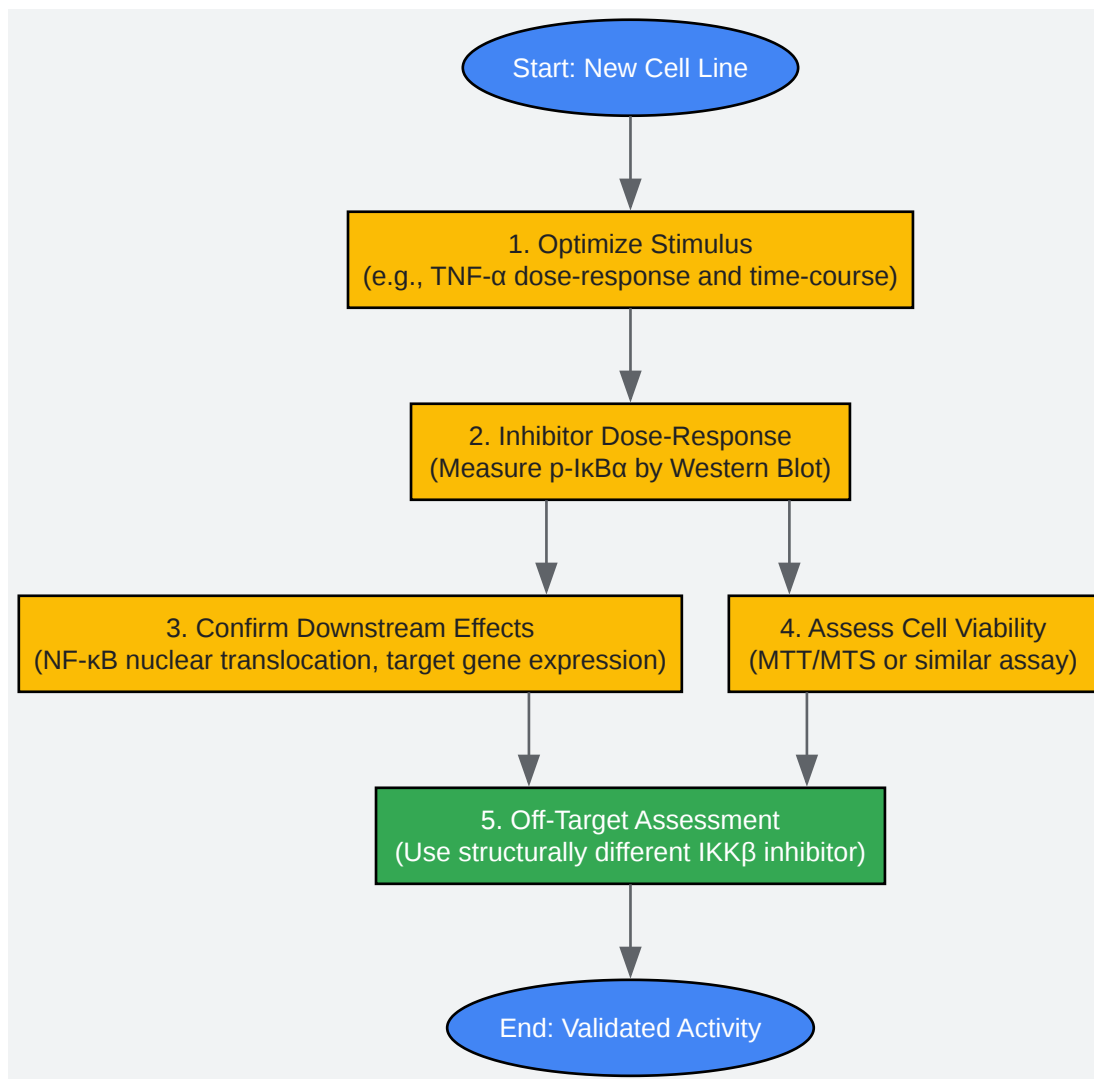 Start: New Cell Line
1. Optimize Stimulus
(e.g., TNF-α dose-response and time-course)
2. Inhibitor Dose-Response
(Measure p-IκBα by Western Blot)
3. Confirm Downstream Effects
(NF-κB nuclear translocation, target gene expression)
4. Assess Cell Viability
(MTT/MTS or similar assay)
5. Off-Target Assessment
(Use structurally different IKKβ inhibitor)
End: Validated Activity